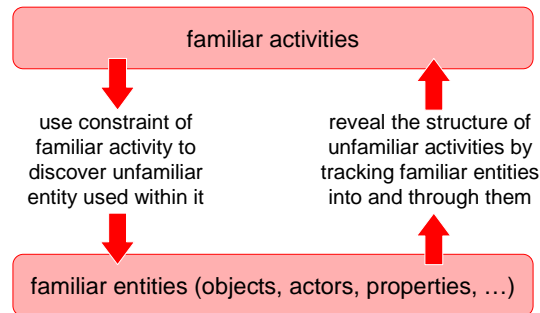 familiar activities
use constraint of
familiar activity to
discover unfamiliar
entity used within it
reveal the structure of
unfamiliar activities by
tracking familiar entities
into and through them
familiar entities (objects, actors, properties, …)